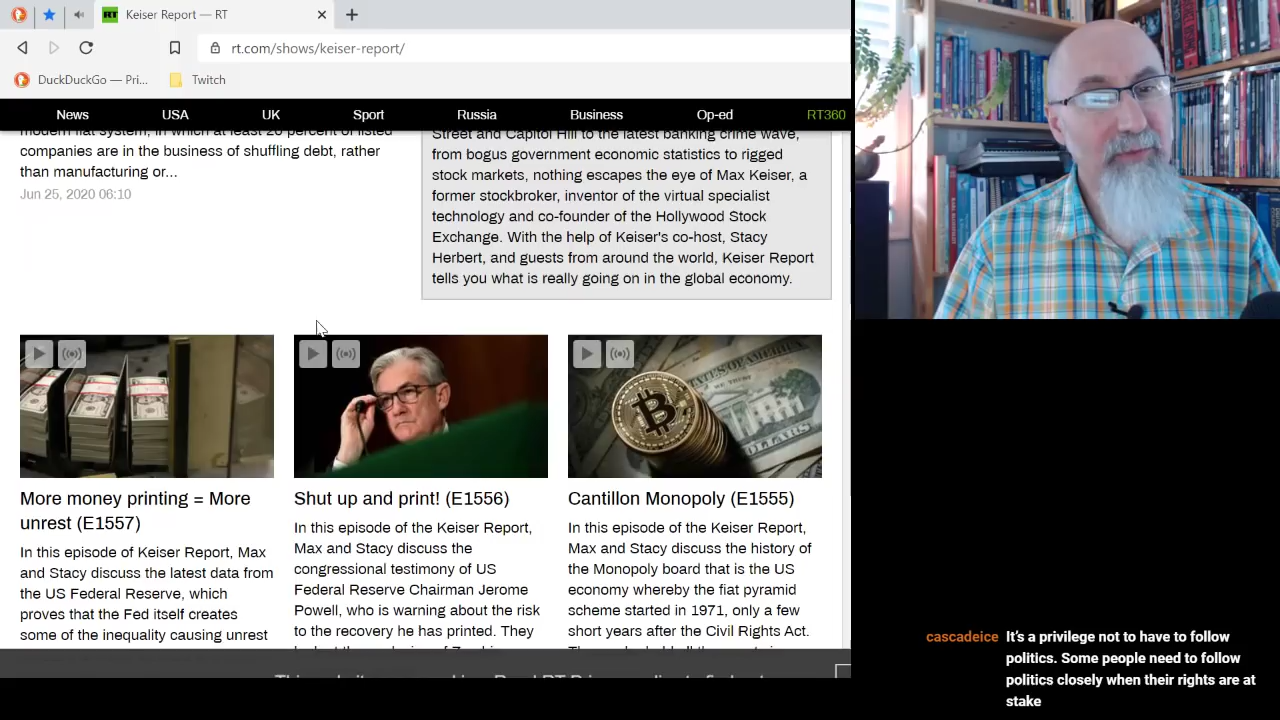 Keiser Report — RT
rt.com/shows/keiser-report/
DuckDuckGo — Pri...
Twitch
News
USA
UK
Sport
Russia
Business
Op-ed
RT360
modern fiat system, in which at least 20 percent of listed
companies are in the business of shuffling debt, rather
than manufacturing or...
Jun 25, 2020 06:10
Street and Capitol Hill to the latest banking crime wave,
from bogus government economic statistics to rigged
stock markets, nothing escapes the eye of Max Keiser, a
former stockbroker, inventor of the virtual specialist
technology and co-founder of the Hollywood Stock
Exchange. With the help of Keiser's co-host, Stacy
Herbert, and guests from around the world, Keiser Report
tells you what is really going on in the global economy.
More money printing = More
unrest (E1557)
In this episode of Keiser Report, Max
and Stacy discuss the latest data from
the US Federal Reserve, which
proves that the Fed itself creates
some of the inequality causing unrest
Shut up and print! (E1556)
In this episode of the Keiser Report,
Max and Stacy discuss the
congressional testimony of US
Federal Reserve Chairman Jerome
Powell, who is warning about the risk
to the recovery he has printed. They
Cantillon Monopoly (E1555)
In this episode of the Keiser Report,
Max and Stacy discuss the history of
the Monopoly board that is the US
economy whereby the fiat pyramid
scheme started in 1971, only a few
short years after the Civil Rights Act.
cascadeice It's a privilege not to have to follow
politics. Some people need to follow
politics closely when their rights are at
stake